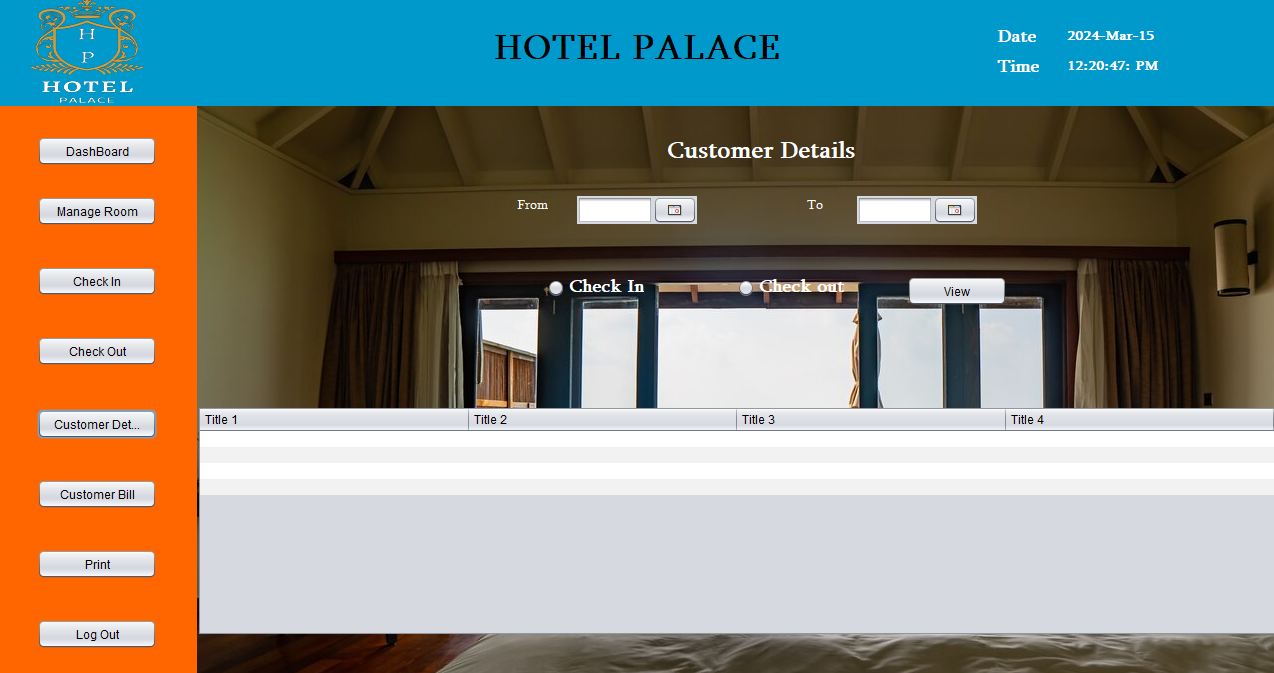 H
P
HOTEL
PALACE
HOTEL PALACE
Date 2024-Mar-15
Time 12:20:47: PM
DashBoard
Manage Room
Check In
Check Out
Customer Det...
Customer Bill
Print
Log Out
Customer Details
From To
Check In Check out View
Title 1 Title 2 Title 3 Title 4